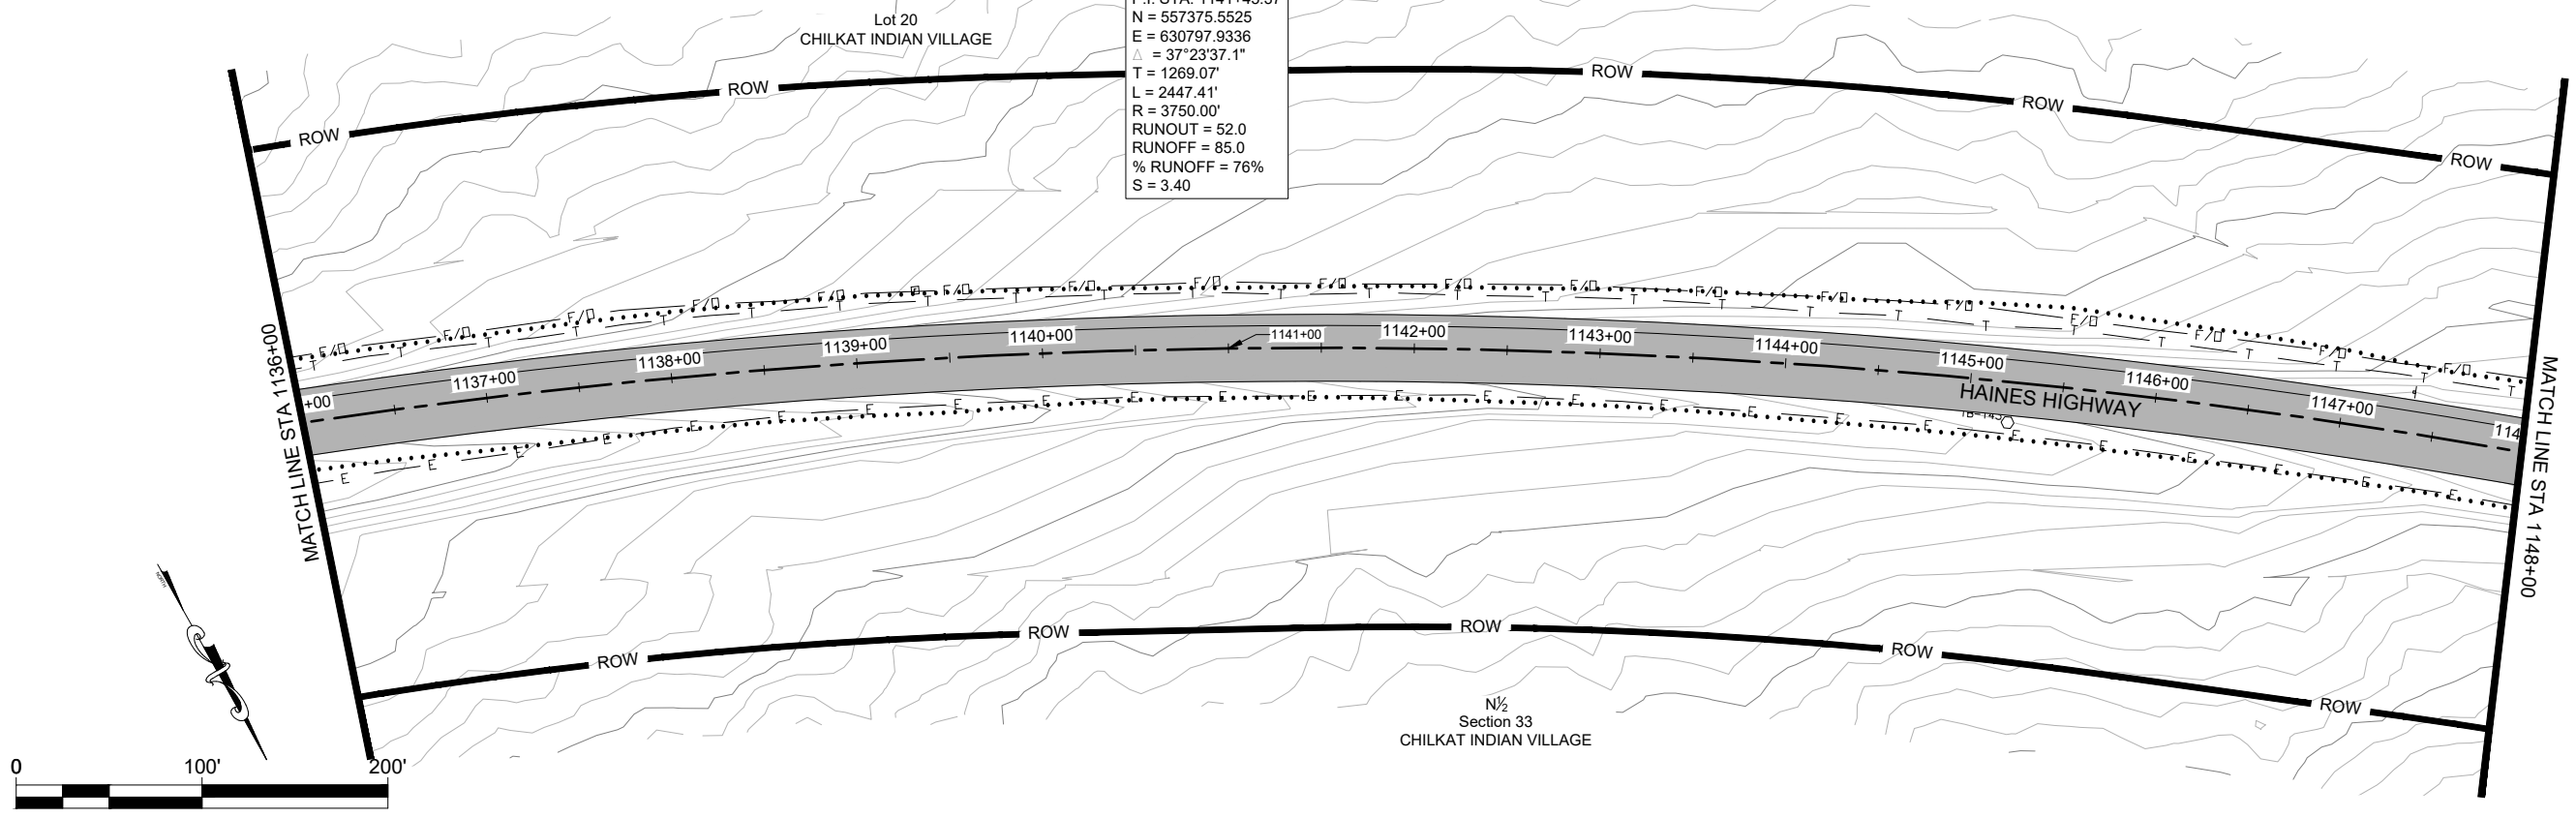 Lot 20
CHILKAT INDIAN VILLAGE
N = 557375.5525
E = 630797.9336
Δ = 37°23'37.1"
T = 1269.07'
L = 2447.41'
R = 3750.00'
RUNOUT = 52.0
RUNOFF = 85.0
% RUNOFF = 76%
S = 3.40
ROW
ROW
ROW
ROW
ROW
MATCH LINE STA 1136+00
+00
1137+00
1138+00
1139+00
1140+00
1141+00
1142+00
1143+00
1144+00
1145+00
1146+00
1147+00
114
HAINES HIGHWAY
MATCH LINE STA 1148+00
ROW
ROW
ROW
ROW
ROW
N½
Section 33
CHILKAT INDIAN VILLAGE
NORTH
0 100' 200'